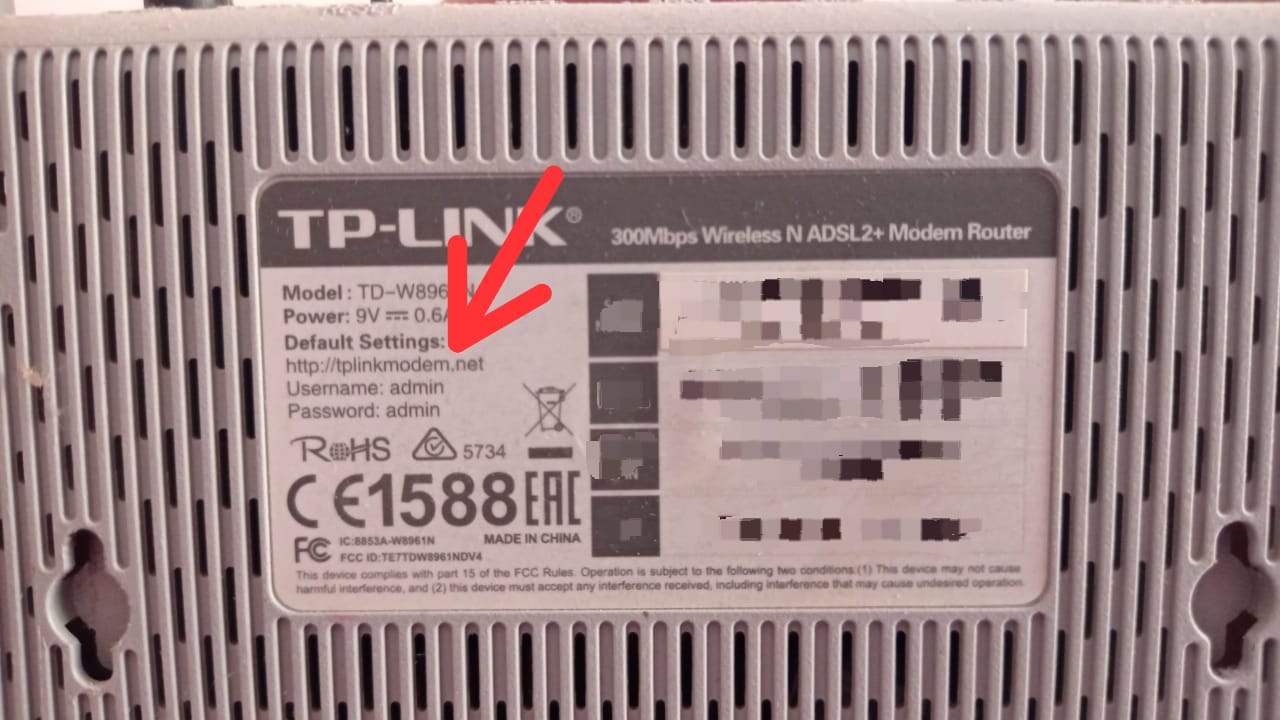 TP-LINK®
300Mbps Wireless N ADSL2+ Modem Router
Model : TD-W896
Power: 9V 0.6
Default Settings:
http://tplinkmodem.net
Username: admin
Password: admin
RoHS
5734
CE1588 EAC
FC IC:8853A-W8961N MADE IN CHINA
FCC ID:TE7TDW8961NDV4
This device complies with part 15 of the FCC Rules. Operation is subject to the following two conditions:(1) This device may not cause
harmful interference, and (2) this device must accept any interference received, including interference that may cause undesired operation.